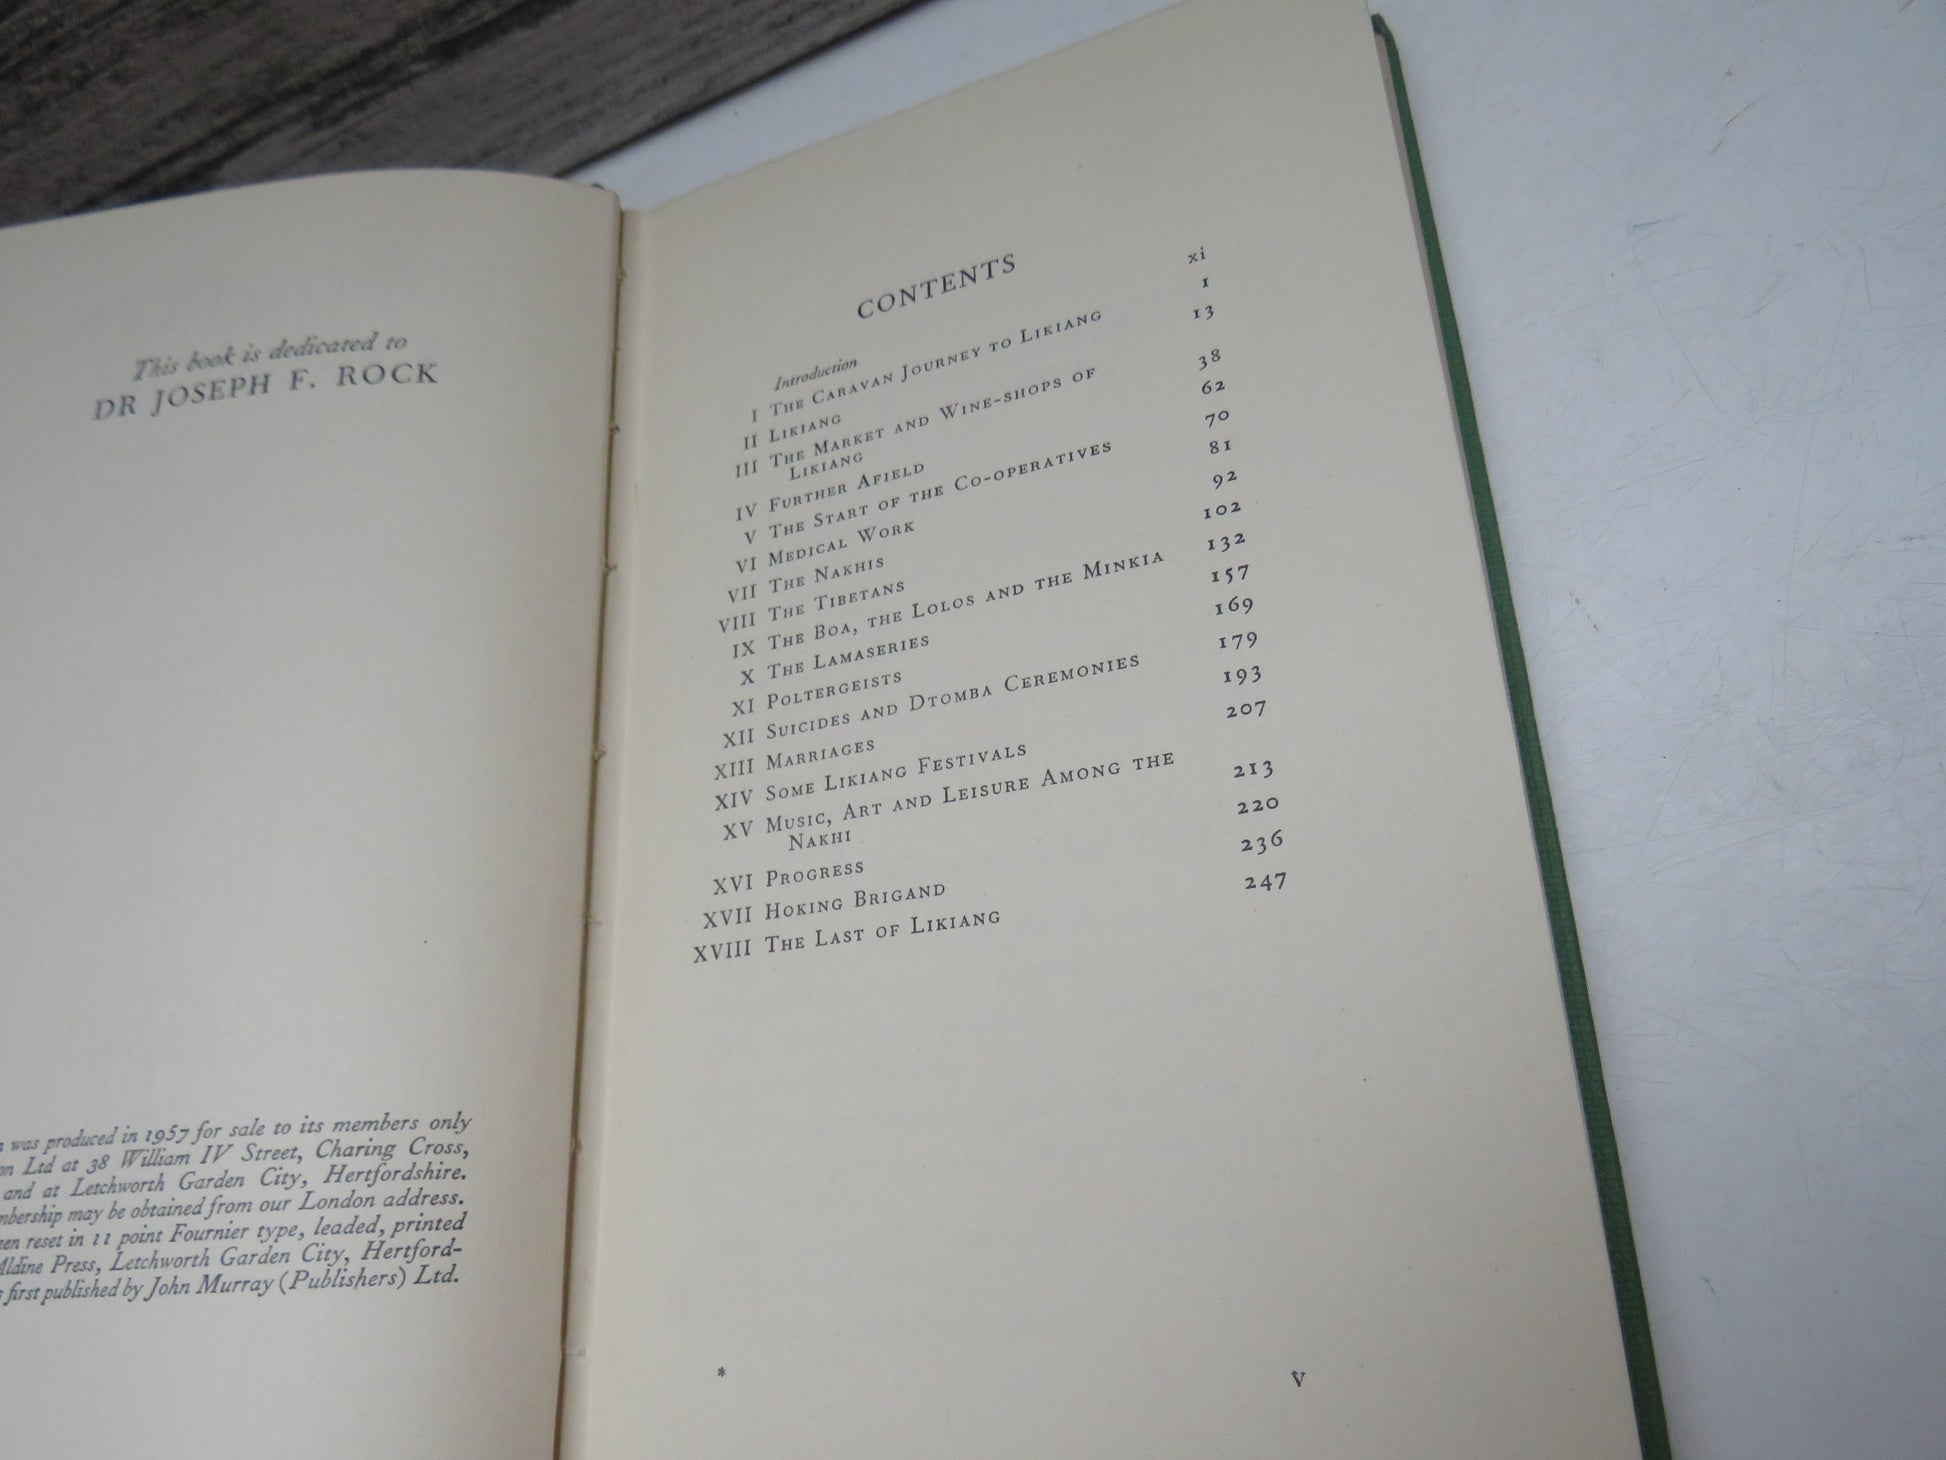 This book is dedicated to
DR JOSEPH F. ROCK
was produced in 1957 for sale to its members only
Ltd at 38 William IV Street, Charing Cross,
and at Letchworth Garden City, Hertfordshire.
may be obtained from our London address.
reset in 11 point Fournier type, leaded, printed
Press, Letchworth Garden City, Hertford-
first published by John Murray (Publishers) Ltd.
CONTENTS
Introduction xi
I THE CARAVAN JOURNEY TO LIKIANG 1
II LIKIANG 13
III THE MARKET AND WINE-SHOPS OF
LIKIANG 38
IV FURTHER AFIELD 62
V THE START OF THE CO-OPERATIVES 70
VI MEDICAL WORK 81
VII THE NAKHIS 92
VIII THE TIBETANS 102
IX THE BOA, THE LOLOS AND THE MINKIA 132
X THE LAMASERIES 157
XI POLTERGEISTS 169
XII SUICIDES AND DTOMBA CEREMONIES 179
XIII MARRIAGES 193
XIV SOME LIKIANG FESTIVALS 207
XV MUSIC, ART AND LEISURE AMONG THE
NAKHI 213
XVI PROGRESS 220
XVII HOKING BRIGAND 236
XVIII THE LAST OF LIKIANG 247
* v